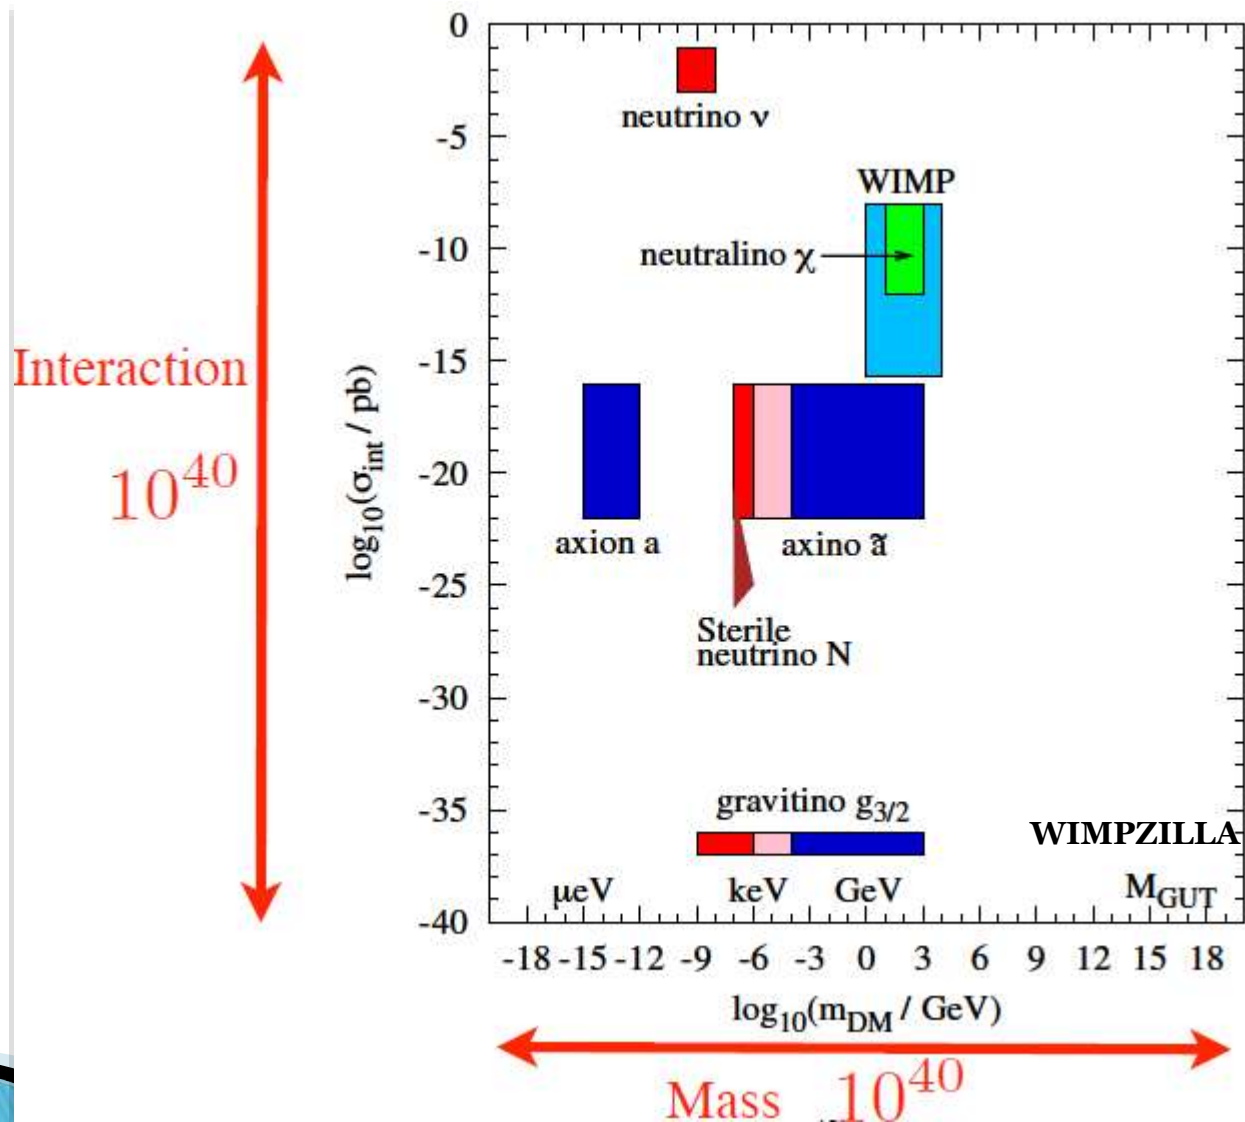 0
neutrino ν
-5
WIMP
-10
neutralino χ
Interaction
-15
10^40
log10(σint / pb)
-20
axion a
axino ã
-25
Sterile
neutrino N
-30
-35
gravitino g3/2
WIMPZILLA
μeV
keV
GeV
MGUT
-40
-18 -15 -12 -9 -6 -3 0 3 6 9 12 15 18
log10(mDM / GeV)
Mass 10^40